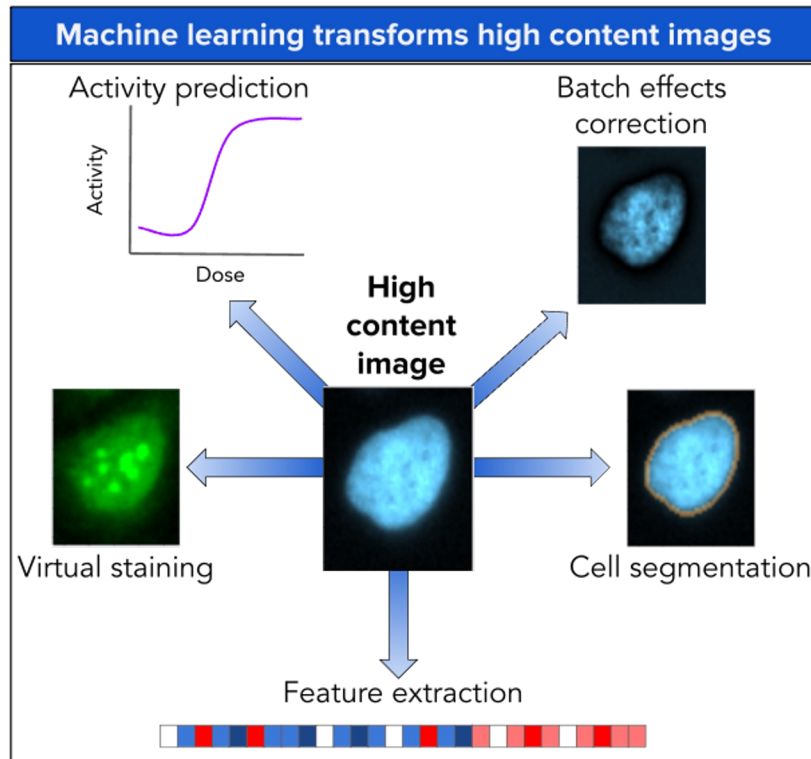 Machine learning transforms high content images
Activity prediction
Activity
Dose
Batch effects
correction
High
content
image
Virtual staining
Cell segmentation
Feature extraction